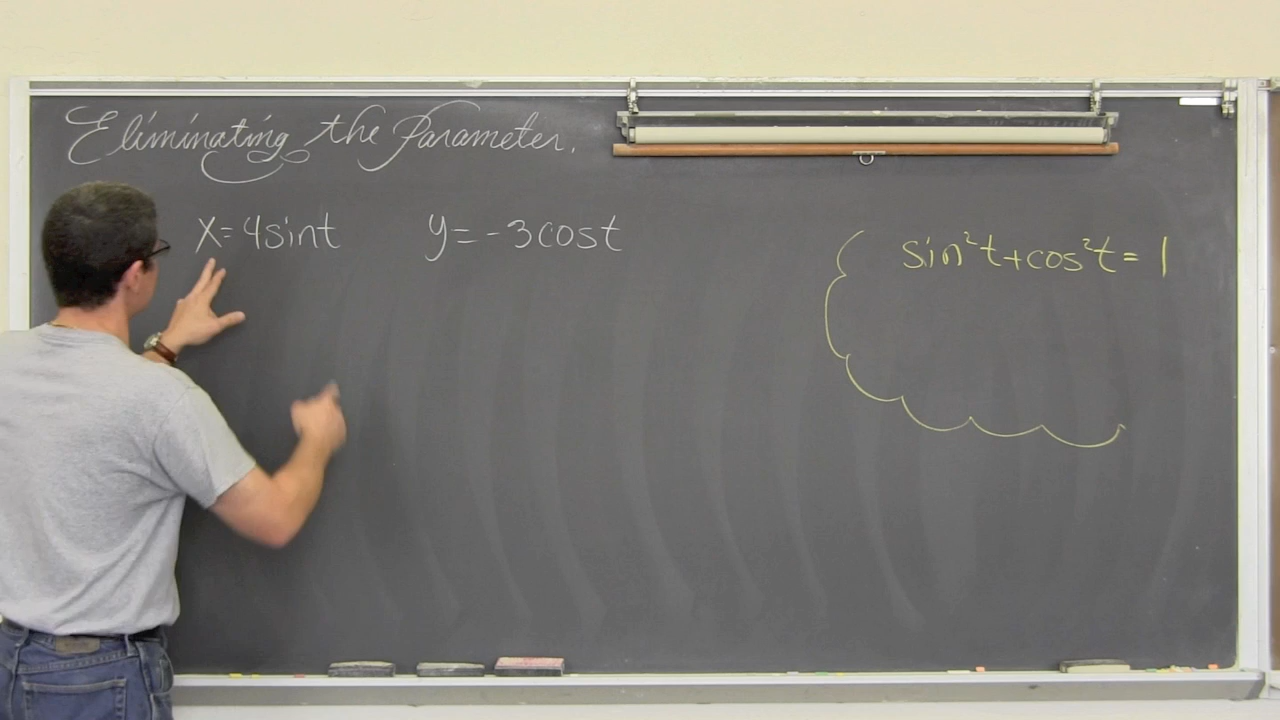 Eliminating the Parameter.
x=4sint y=-3cost
sin²t+cos²t=1